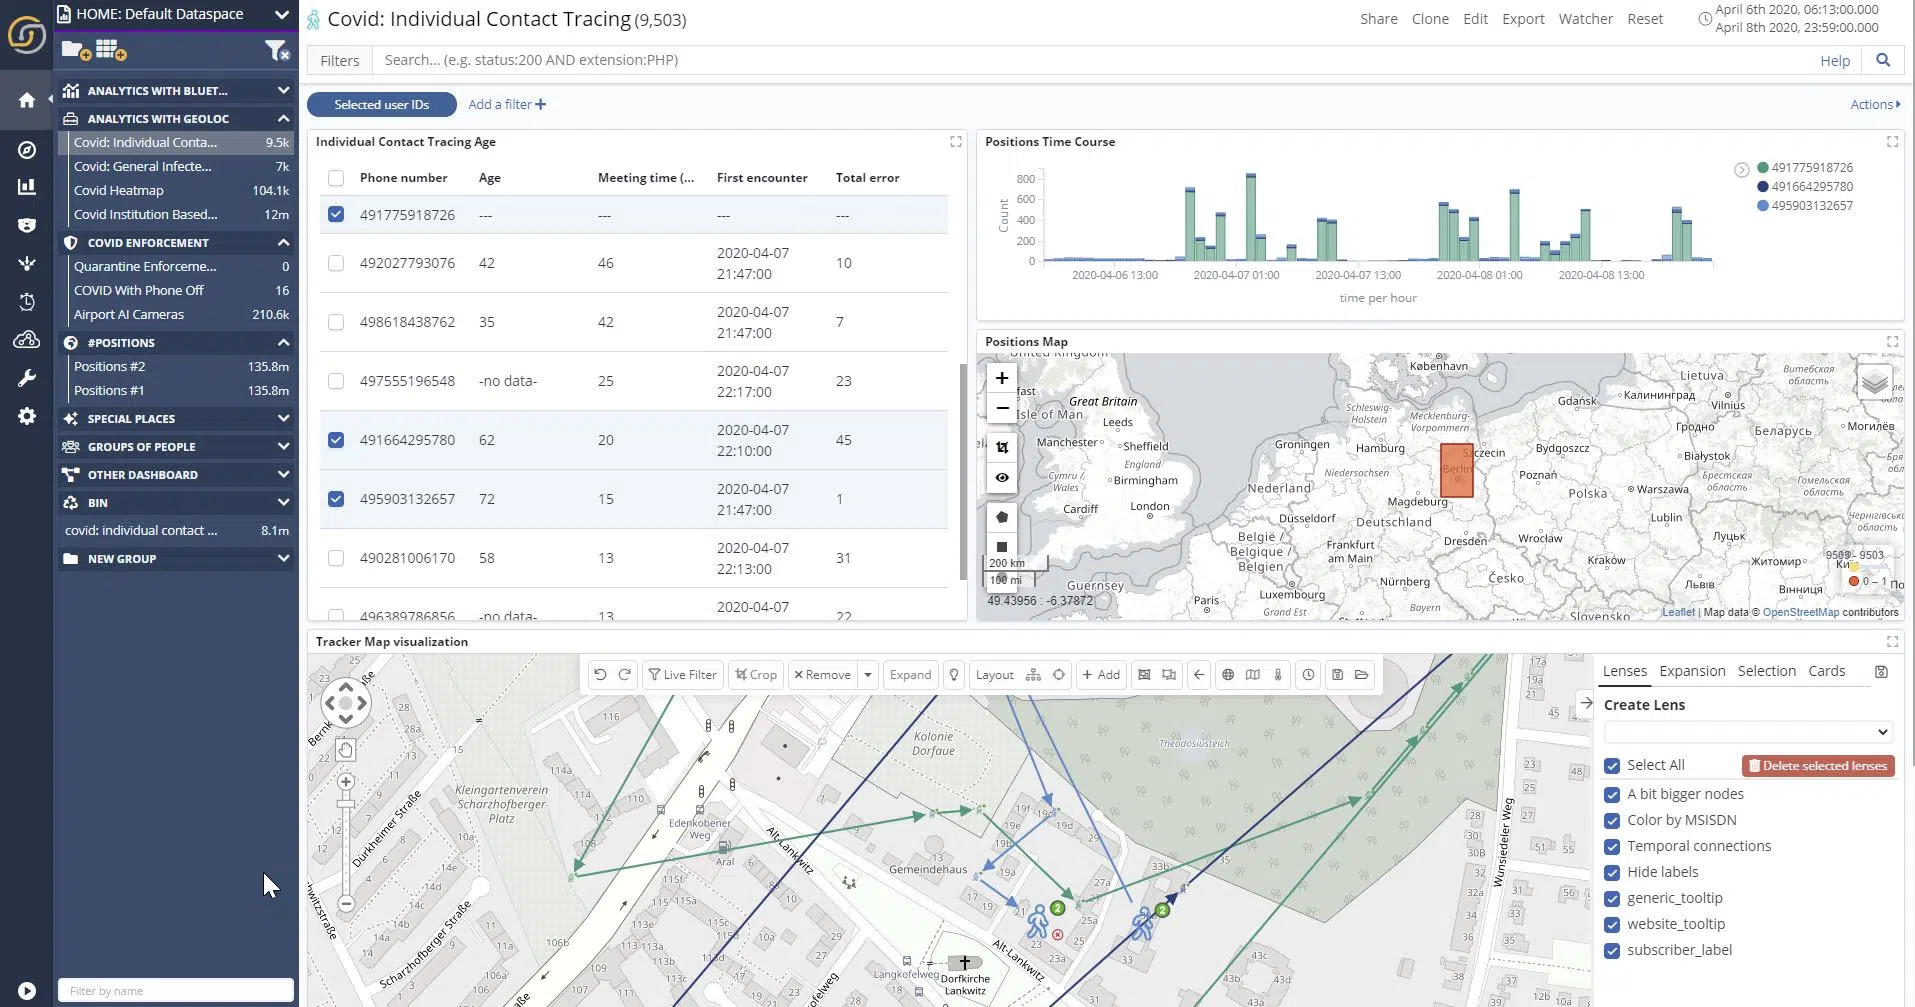 HOME: Default Dataspace
ANALYTICS WITH BLUET...
ANALYTICS WITH GEOLOC
Covid: Individual Conta... 9.5k
Covid: General Infecte... 7k
Covid Heatmap 104.1k
Covid Institution Based... 12m
COVID ENFORCEMENT
Quarantine Enforceme... 0
COVID With Phone Off 16
Airport AI Cameras 210.6k
#POSITIONS
Positions #2 135.8m
Positions #1 135.8m
SPECIAL PLACES
GROUPS OF PEOPLE
OTHER DASHBOARD
BIN
covid: individual contact ... 8.1m
NEW GROUP
Filter by name
Covid: Individual Contact Tracing (9,503)
Share Clone Edit Export Watcher Reset
April 6th 2020, 06:13:00.000
April 8th 2020, 23:59:00.000
Filters Search... (e.g. status:200 AND extension:PHP) Help
Selected user IDs Add a filter Actions
Individual Contact Tracing Age
Phone number Age Meeting time (... First encounter Total error
491775918726 --- --- --- ---
492027793076 42 46 2020-04-07 21:47:00 10
498618438762 35 42 2020-04-07 21:47:00 7
497555196548 -no data- 25 2020-04-07 22:17:00 23
491664295780 62 20 2020-04-07 22:10:00 45
495903132657 72 15 2020-04-07 21:47:00 1
490281006170 58 13 2020-04-07 22:13:00 31
496389786856 -no data- 13 2020-04-07 22
Positions Time Course
Count
800
600
400
200
0
2020-04-06 13:00 2020-04-07 01:00 2020-04-07 13:00 2020-04-08 01:00 2020-04-08 13:00
time per hour
491775918726
491664295780
495903132657
Positions Map
United Kingdom
København
Lietuva
Витебская область
Great Britain
Isle of Man
Leeds
Schleswig-Holstein
Mecklenburg-Vorpommern
Gdańsk
Калининград
Vilnius
Manchester
Sheffield
Groningen
Hamburg
Szczecin
Bydgoszcz
Гродно
Беларусь
Могилёв
Białystok
England
Cymru / Wales
Birmingham
Niedersachsen
Berlin
Poznań
Брестская область
Гомельская область
Nederland
Magdeburg
Polska
Warszawa
Cardiff
London
Düsseldorf
Deutschland
Lublin
België / Belgique / Belgien
Frankfurt am Main
Dresden
Wrocław
Луцьк
Kraków
Житомир
Guernsey
Luxembourg
Nürnberg
Česko
Львів
Вінниця
Paris
Grand Est
Bayern
Slovensko
200 km
100 mi
49.43956 : -6.37872
9503 - 9503
0 – 1
Leaflet | Map data © OpenStreetMap contributors
Tracker Map visualization
Live Filter Crop Remove Expand Layout Add
Lenses Expansion Selection Cards
Create Lens
Select All Delete selected lenses
A bit bigger nodes
Color by MSISDN
Temporal connections
Hide labels
generic_tooltip
website_tooltip
subscriber_label
Kolonie Dorfaue
Theodosiusteich
Kleingartenverein Scharzhofberger Platz
Edenkobener Weg
Aral
Alt-Lankwitz
Gemeindehaus
Dürkheimer Straße
Scharzhofberger Straße
Wunsiedeler Weg
Alt-Lankwitz
Langkofelweg
Dorfkirche Lankwitz